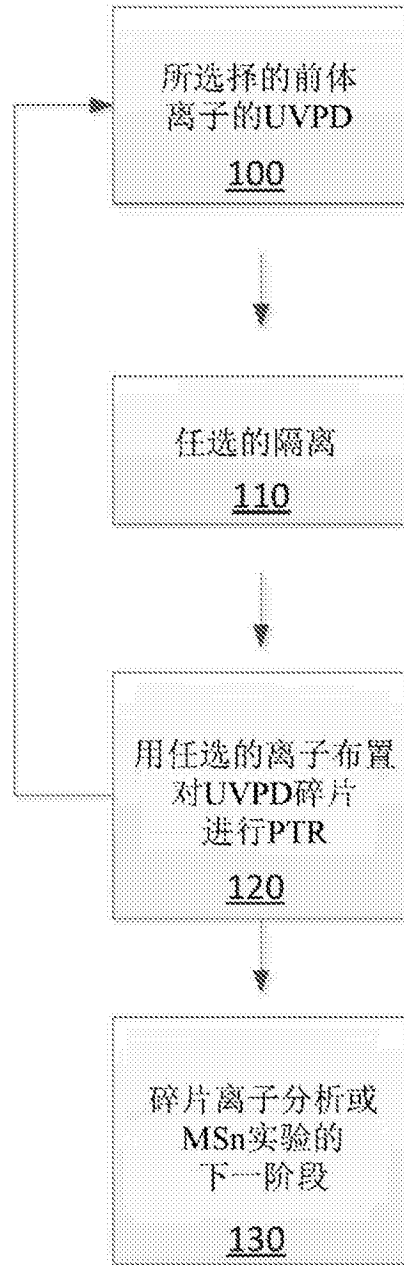 所选择的前体
离子的UVPD
100
任选的隔离
110
用任选的离子布置
对UVPD碎片
进行PTR
120
碎片离子分析或
MSn实验的
下一阶段
130